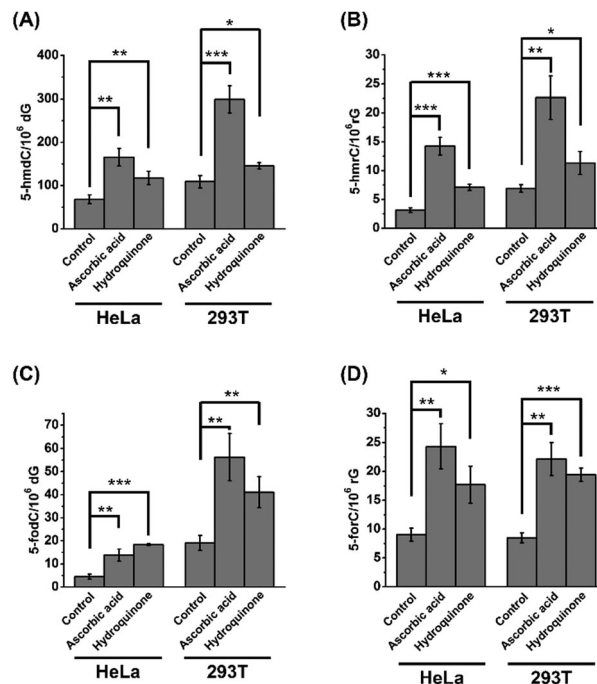 (A)
5-hmdC/10⁶ dG
400
300
200
100
0
**
**
***
*
Control
Ascorbic acid
Hydroquinone
Control
Ascorbic acid
Hydroquinone
HeLa
293T
(B)
5-hmrC/10⁶rG
30
25
20
15
10
5
0
***
***
**
*
Control
Ascorbic acid
Hydroquinone
Control
Ascorbic acid
Hydroquinone
HeLa
293T
(C)
5-fodC/10⁶ dG
70
60
50
40
30
20
10
0
***
**
**
**
Control
Ascorbic acid
Hydroquinone
Control
Ascorbic acid
Hydroquinone
HeLa
293T
(D)
5-forC/10⁶ rG
25
20
15
10
5
0
*
**
***
**
Control
Ascorbic acid
Hydroquinone
Control
Ascorbic acid
Hydroquinone
HeLa
293T